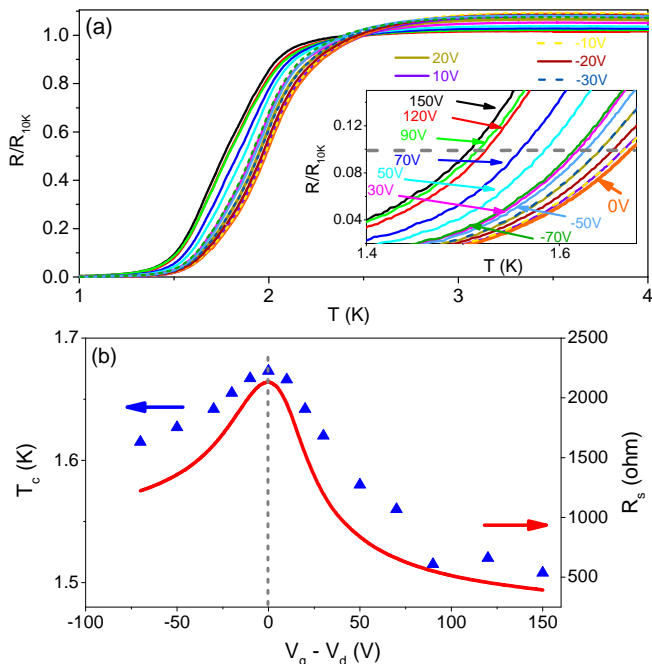 (a)
1.0
0.8
0.6
0.4
0.2
0.0
R/R10K
20V
10V
-10V
-20V
-30V
150V
120V
90V
70V
50V
30V
0V
-50V
-70V
0.12
0.08
0.04
R/R10K
1.4
1.6
T (K)
1
2
3
4
T (K)
(b)
1.7
1.6
1.5
Tc (K)
2500
2000
1500
1000
500
Rs (ohm)
-100
-50
0
50
100
150
Vg - Vd (V)